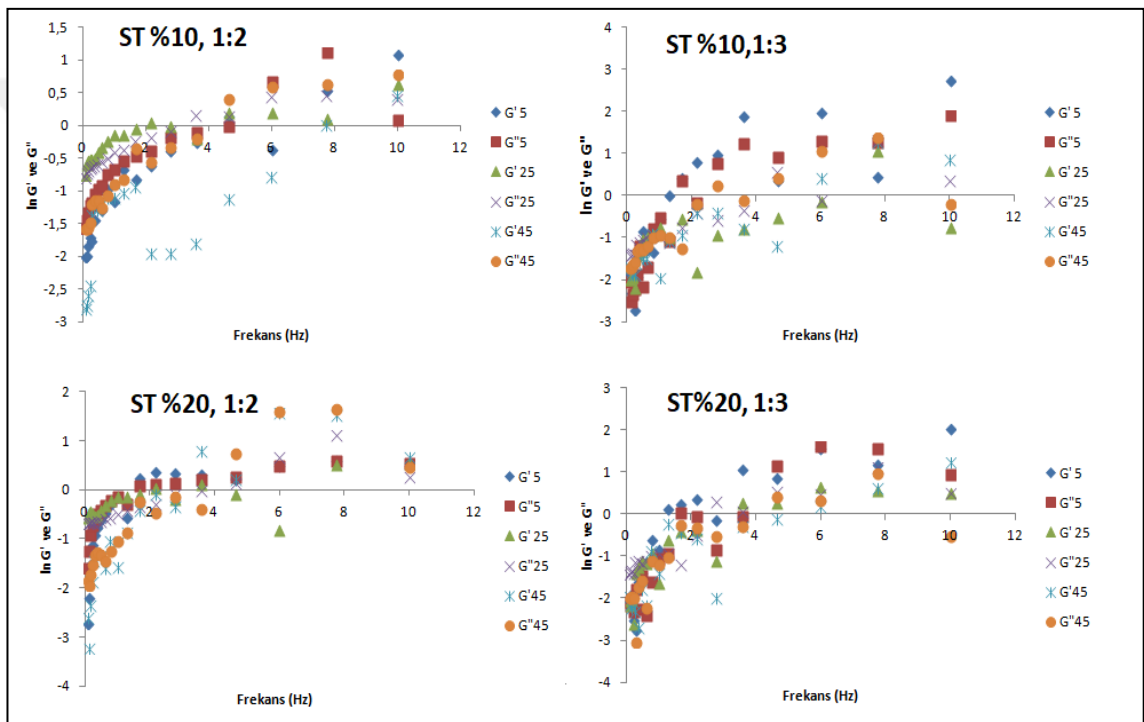 ST %10, 1:2
ln G' ve G"
1,5
1
0,5
0
-0,5
-1
-1,5
-2
-2,5
-3
0 2 4 6 8 10 12
Frekans (Hz)
G' 5
G"5
G' 25
G"25
G'45
G"45
ST %10,1:3
ln G' ve G"
4
3
2
1
0
-1
-2
-3
0 2 4 6 8 10 12
Frekans (Hz)
G' 5
G"5
G' 25
G"25
G'45
G"45
ST %20, 1:2
ln G' ve G"
2
1
0
-1
-2
-3
-4
0 2 4 6 8 10 12
Frekans (Hz)
G' 5
G"5
G' 25
G"25
G'45
G"45
ST%20, 1:3
ln G' ve G"
3
2
1
0
-1
-2
-3
-4
0 2 4 6 8 10 12
Frekans (Hz)
G' 5
G"5
G' 25
G"25
G'45
G"45